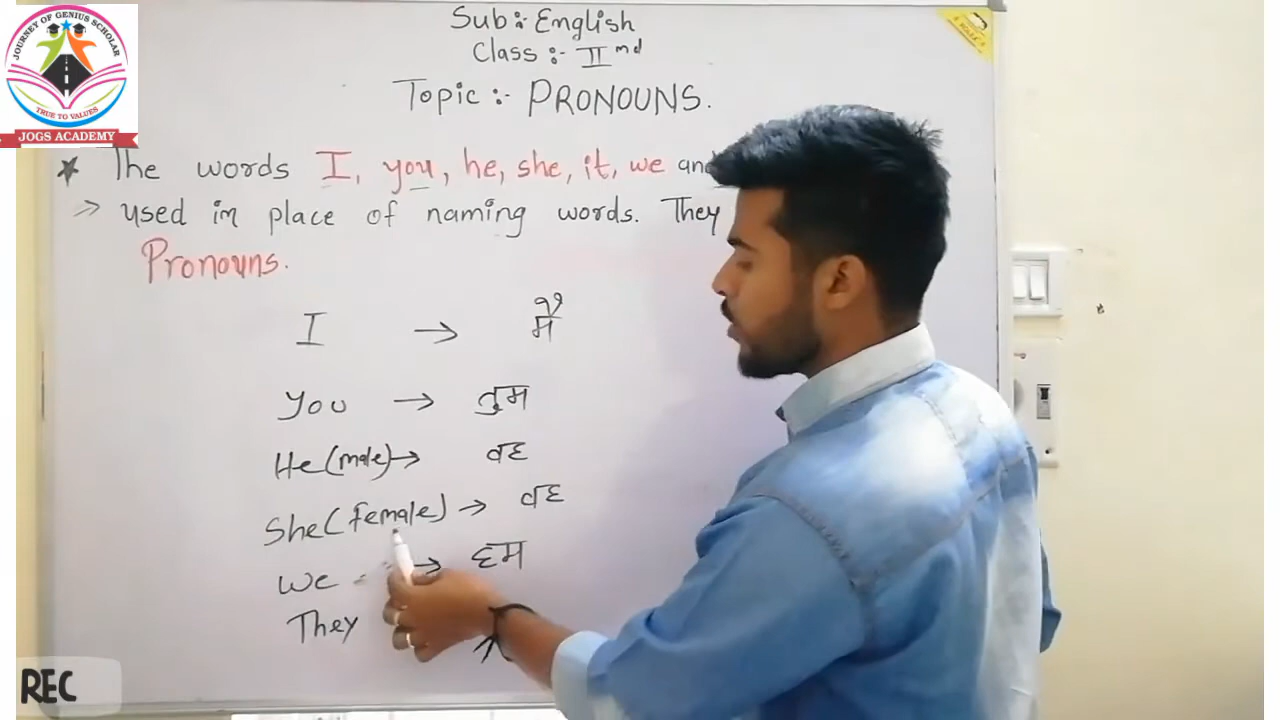 JOURNEY OF GENIUS SCHOLAR
TRUE TO VALUES
JOGS ACADEMY
Sub:- English
Class :- IInd
Topic :- PRONOUNS.
★ The words I, you, he, she, it, we and
used in place of naming words. They
Pronouns.
I → मैं
You → तुम
He (male) → वह
She (female) → वह
We → हम
They
REC